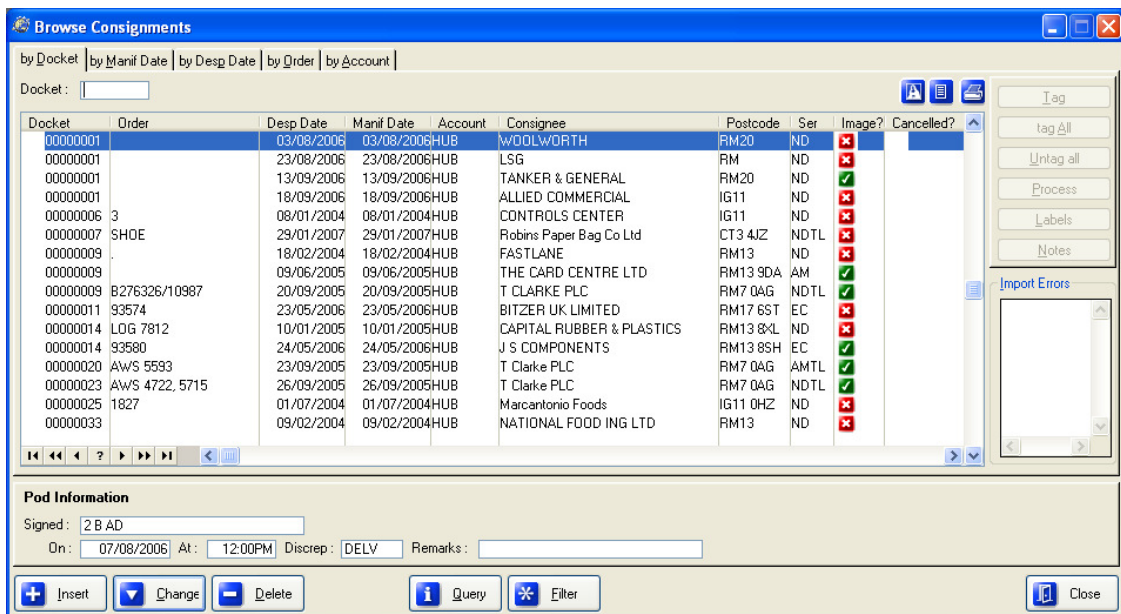 Browse Consignments
by Docket by Manif Date by Desp Date by Order by Account
Docket :
Tag
Docket Order Desp Date Manif Date Account Consignee Postcode Ser Image? Cancelled?
00000001 03/08/2006 03/08/2006 HUB WOOLWORTH RM20 ND
tag All
00000001 23/08/2006 23/08/2006 HUB LSG RM ND
Untag all
00000001 13/09/2006 13/09/2006 HUB TANKER & GENERAL RM20 ND
00000001 18/09/2006 18/09/2006 HUB ALLIED COMMERCIAL IG11 ND
Process
00000006 3 08/01/2004 08/01/2004 HUB CONTROLS CENTER IG11 ND
Labels
00000007 SHOE 29/01/2007 29/01/2007 HUB Robins Paper Bag Co Ltd CT3 4JZ NDTL
00000009 . 18/02/2004 18/02/2004 HUB FASTLANE RM13 ND
Notes
00000009 09/06/2005 09/06/2005 HUB THE CARD CENTRE LTD RM13 9DA AM
00000009 B276326/10987 20/09/2005 20/09/2005 HUB T CLARKE PLC RM7 0AG NDTL
Import Errors
00000011 93574 23/05/2006 23/05/2006 HUB BITZER UK LIMITED RM17 6ST EC
00000014 LOG 7812 10/01/2005 10/01/2005 HUB CAPITAL RUBBER & PLASTICS RM13 8XL ND
00000014 93580 24/05/2006 24/05/2006 HUB J S COMPONENTS RM13 8SH EC
00000020 AWS 5593 23/09/2005 23/09/2005 HUB T Clarke PLC RM7 0AG AMTL
00000023 AWS 4722, 5715 26/09/2005 26/09/2005 HUB T Clarke PLC RM7 0AG NDTL
00000025 1827 01/07/2004 01/07/2004 HUB Marcantonio Foods IG11 0HZ ND
00000033 09/02/2004 09/02/2004 HUB NATIONAL FOOD ING LTD RM13 ND
?
Pod Information
Signed : 2 B AD
On : 07/08/2006 At : 12:00PM Discrep : DELV Remarks :
Insert Change Delete Query Filter Close